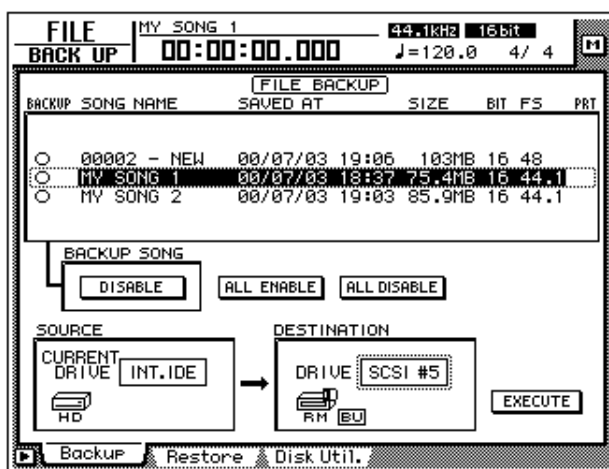 FILE MY SONG 1 44.1kHz 16bit
BACK UP 00:00:00.000 ♩=120.0 4/ 4 M
FILE BACKUP
BACKUP SONG NAME SAVED AT SIZE BIT FS PRT
00002 - NEW 00/07/03 19:06 103MB 16 48
MY SONG 1 00/07/03 18:37 75.4MB 16 44.1
MY SONG 2 00/07/03 19:03 85.9MB 16 44.1
BACKUP SONG
DISABLE ALL ENABLE ALL DISABLE
SOURCE DESTINATION
CURRENT
DRIVE INT.IDE DRIVE SCSI #5
HD RM BU EXECUTE
Backup Restore Disk Util.